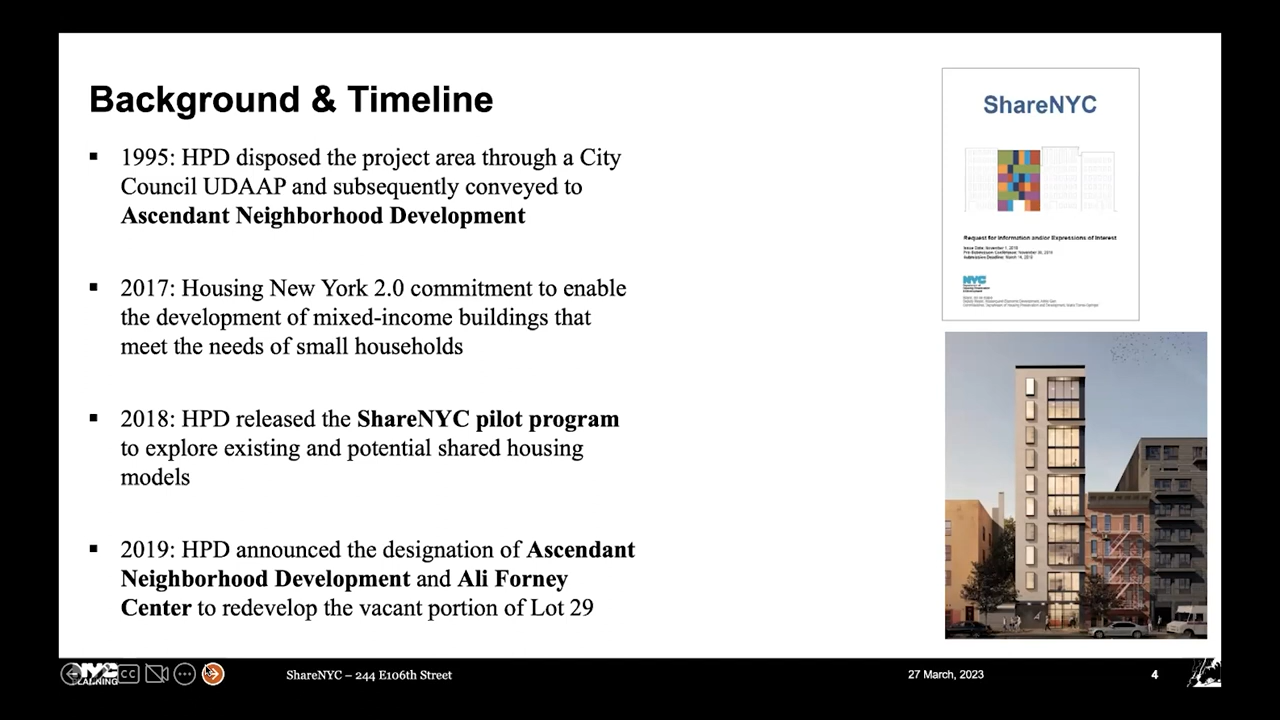 Background & Timeline
▪ 1995: HPD disposed the project area through a City
Council UDAAP and subsequently conveyed to
Ascendant Neighborhood Development
▪ 2017: Housing New York 2.0 commitment to enable
the development of mixed-income buildings that
meet the needs of small households
▪ 2018: HPD released the ShareNYC pilot program
to explore existing and potential shared housing
models
▪ 2019: HPD announced the designation of Ascendant
Neighborhood Development and Ali Forney
Center to redevelop the vacant portion of Lot 29
ShareNYC
Request for Information and/or Expressions of Interest
NYC
NYC
PLANNING
CC
ShareNYC – 244 E106th Street
27 March, 2023
4